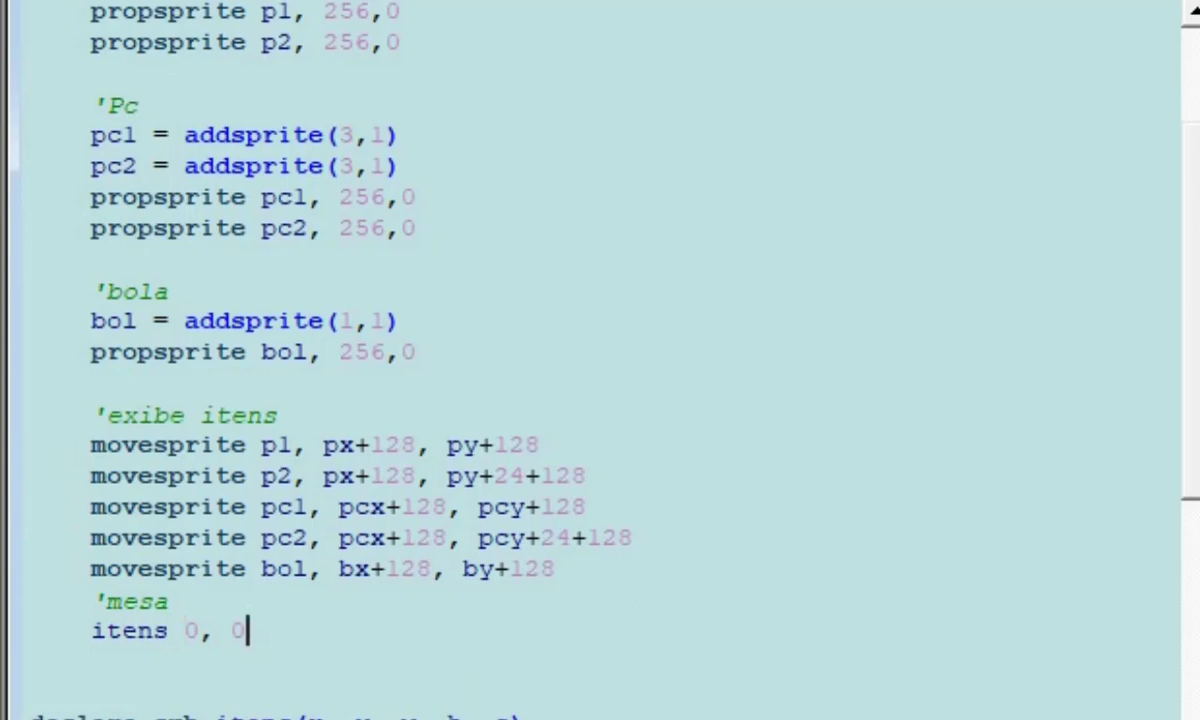 propsprite p1, 256,0
propsprite p2, 256,0
'Pc
pc1 = addsprite(3,1)
pc2 = addsprite(3,1)
propsprite pc1, 256,0
propsprite pc2, 256,0
'bola
bol = addsprite(1,1)
propsprite bol, 256,0
'exibe itens
movesprite p1, px+128, py+128
movesprite p2, px+128, py+24+128
movesprite pc1, pcx+128, pcy+128
movesprite pc2, pcx+128, pcy+24+128
movesprite bol, bx+128, by+128
'mesa
itens 0, 0
declare sub itens(